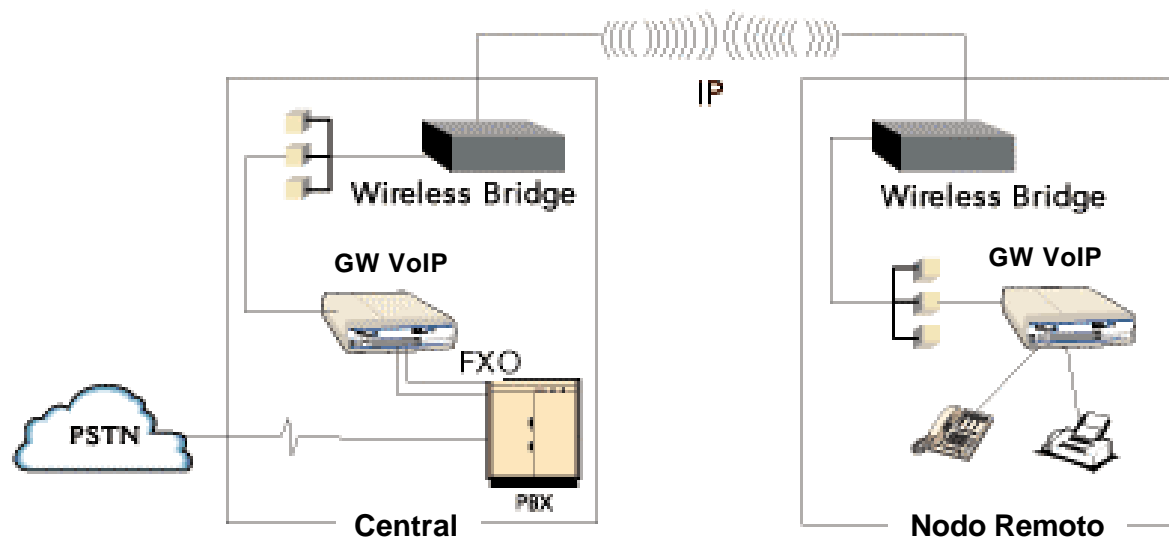 IP
Wireless Bridge
GW VoIP
FXO
PSTN
PBX
Central
Wireless Bridge
GW VoIP
Nodo Remoto